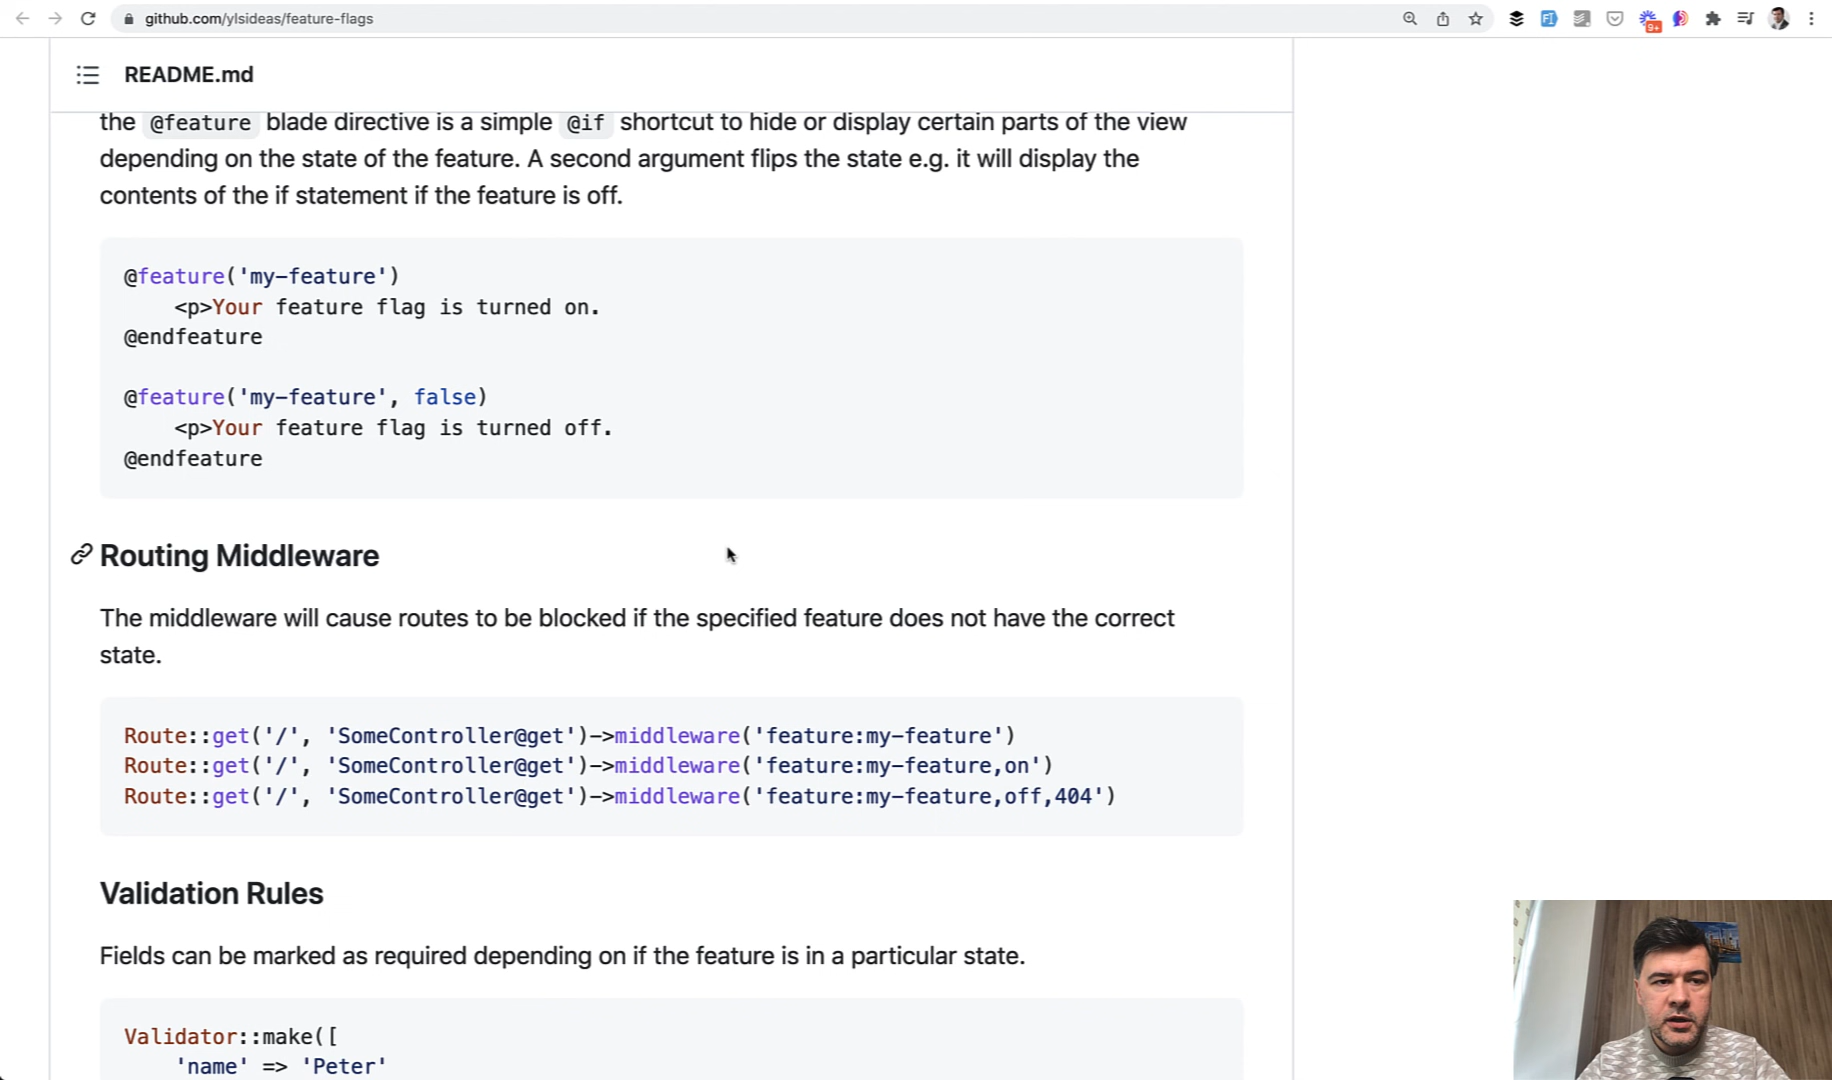 github.com/ylsideas/feature-flags
9+
README.md
the @feature blade directive is a simple @if shortcut to hide or display certain parts of the view
depending on the state of the feature. A second argument flips the state e.g. it will display the
contents of the if statement if the feature is off.
@feature('my-feature')
<p>Your feature flag is turned on.
@endfeature
@feature('my-feature', false)
<p>Your feature flag is turned off.
@endfeature
Routing Middleware
The middleware will cause routes to be blocked if the specified feature does not have the correct
state.
Route::get('/', 'SomeController@get')->middleware('feature:my-feature')
Route::get('/', 'SomeController@get')->middleware('feature:my-feature,on')
Route::get('/', 'SomeController@get')->middleware('feature:my-feature,off,404')
Validation Rules
Fields can be marked as required depending on if the feature is in a particular state.
Validator::make([
'name' => 'Peter'